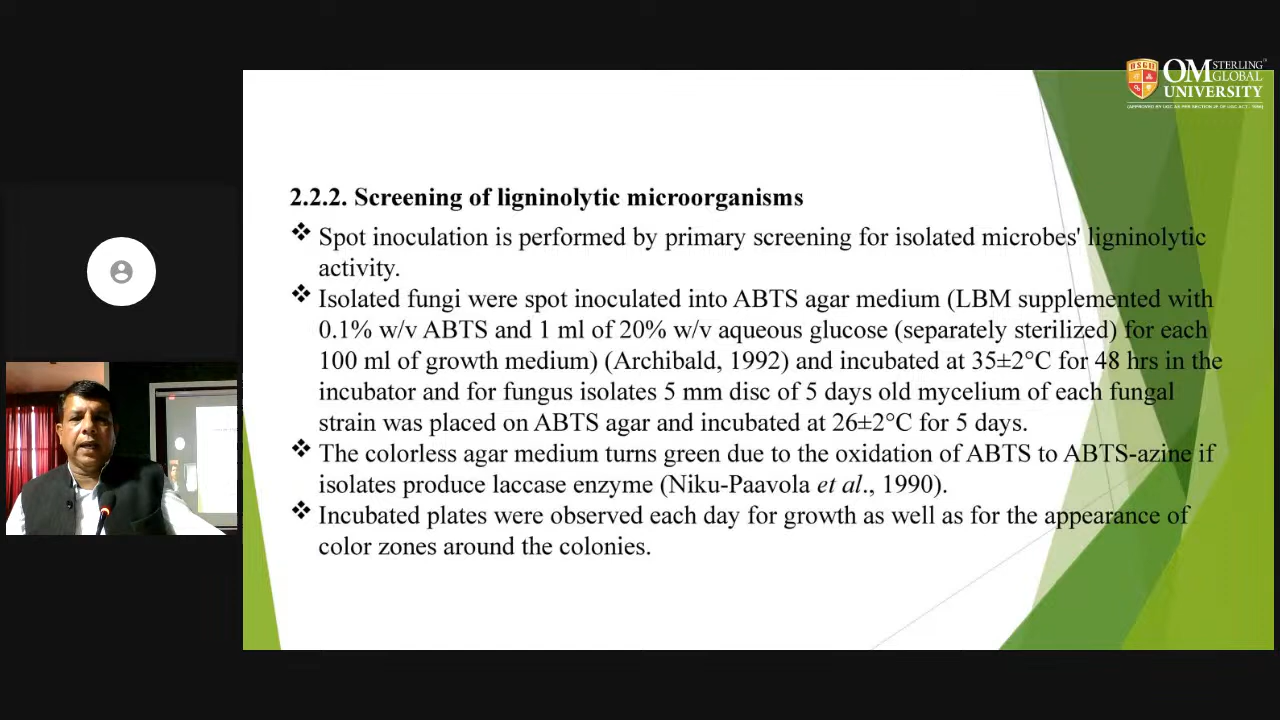 OM STERLING GLOBAL
UNIVERSITY
2.2.2. Screening of ligninolytic microorganisms
Spot inoculation is performed by primary screening for isolated microbes' ligninolytic
activity.
Isolated fungi were spot inoculated into ABTS agar medium (LBM supplemented with
0.1% w/v ABTS and 1 ml of 20% w/v aqueous glucose (separately sterilized) for each
100 ml of growth medium) (Archibald, 1992) and incubated at 35±2°C for 48 hrs in the
incubator and for fungus isolates 5 mm disc of 5 days old mycelium of each fungal
strain was placed on ABTS agar and incubated at 26±2°C for 5 days.
The colorless agar medium turns green due to the oxidation of ABTS to ABTS-azine if
isolates produce laccase enzyme (Niku-Paavola et al., 1990).
Incubated plates were observed each day for growth as well as for the appearance of
color zones around the colonies.